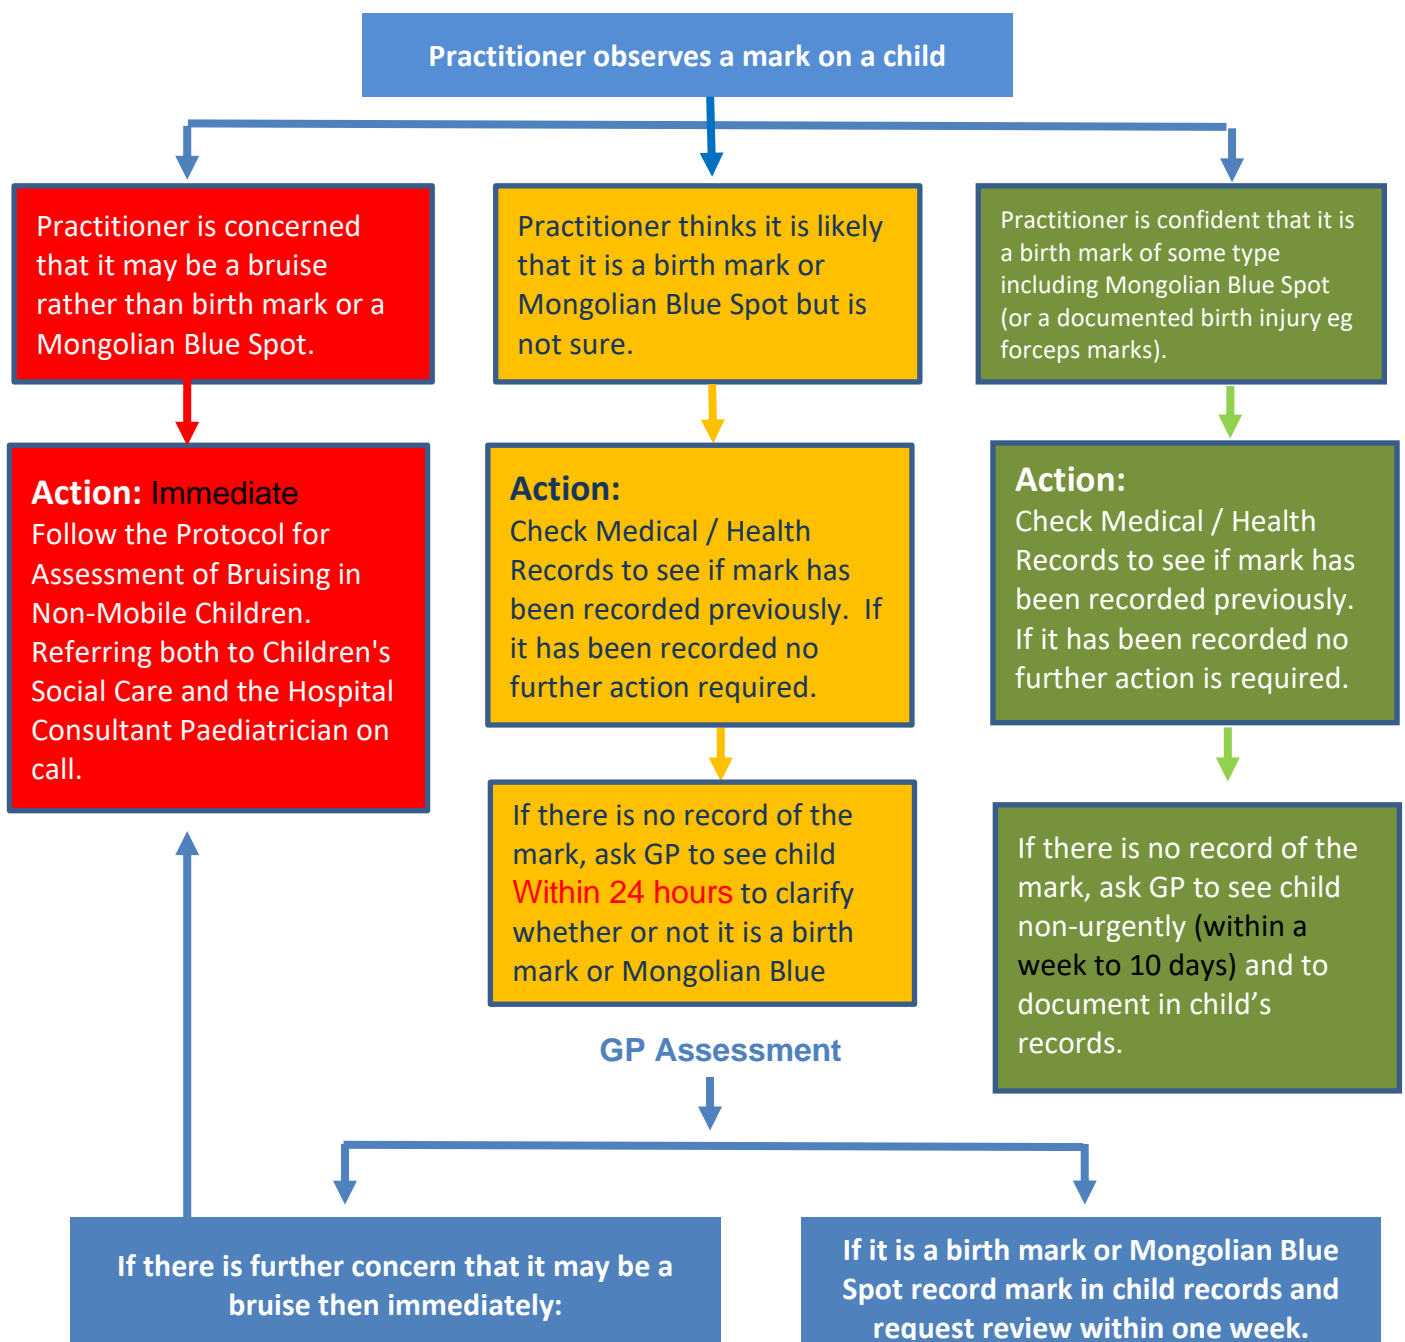 Practitioner observes a mark on a child
Practitioner is concerned
that it may be a bruise
rather than birth mark or a
Mongolian Blue Spot.
Action: Immediate
Follow the Protocol for
Assessment of Bruising in
Non-Mobile Children.
Referring both to Children's
Social Care and the Hospital
Consultant Paediatrician on
call.
Practitioner thinks it is likely
that it is a birth mark or
Mongolian Blue Spot but is
not sure.
Action:
Check Medical / Health
Records to see if mark has
been recorded previously.  If
it has been recorded no
further action required.
If there is no record of the
mark, ask GP to see child
Within 24 hours to clarify
whether or not it is a birth
mark or Mongolian Blue
Practitioner is confident that it is
a birth mark of some type
including Mongolian Blue Spot
(or a documented birth injury eg
forceps marks).
Action:
Check Medical / Health
Records to see if mark has
been recorded previously.
If it has been recorded no
further action is required.
If there is no record of the
mark, ask GP to see child
non-urgently (within a
week to 10 days) and to
document in child’s
records.
GP Assessment
If there is further concern that it may be a
bruise then immediately:
If it is a birth mark or Mongolian Blue
Spot record mark in child records and
request review within one week.